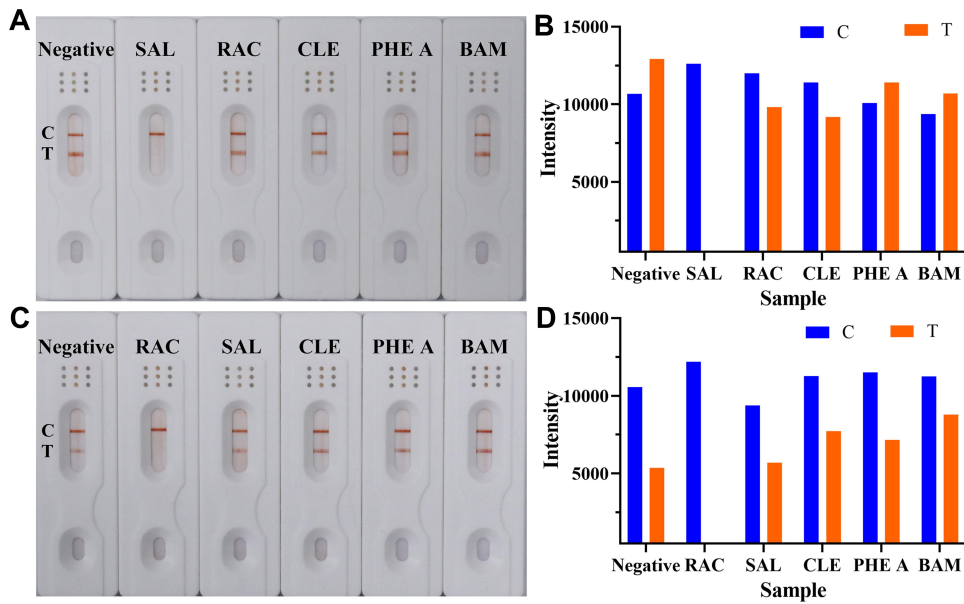 A
Negative SAL RAC CLE PHE A BAM
C
T
B
C T
Intensity
15000
10000
5000
Negative SAL RAC CLE PHE A BAM
Sample
C
Negative RAC SAL CLE PHE A BAM
C
T
D
C T
Intensity
15000
10000
5000
Negative RAC SAL CLE PHE A BAM
Sample